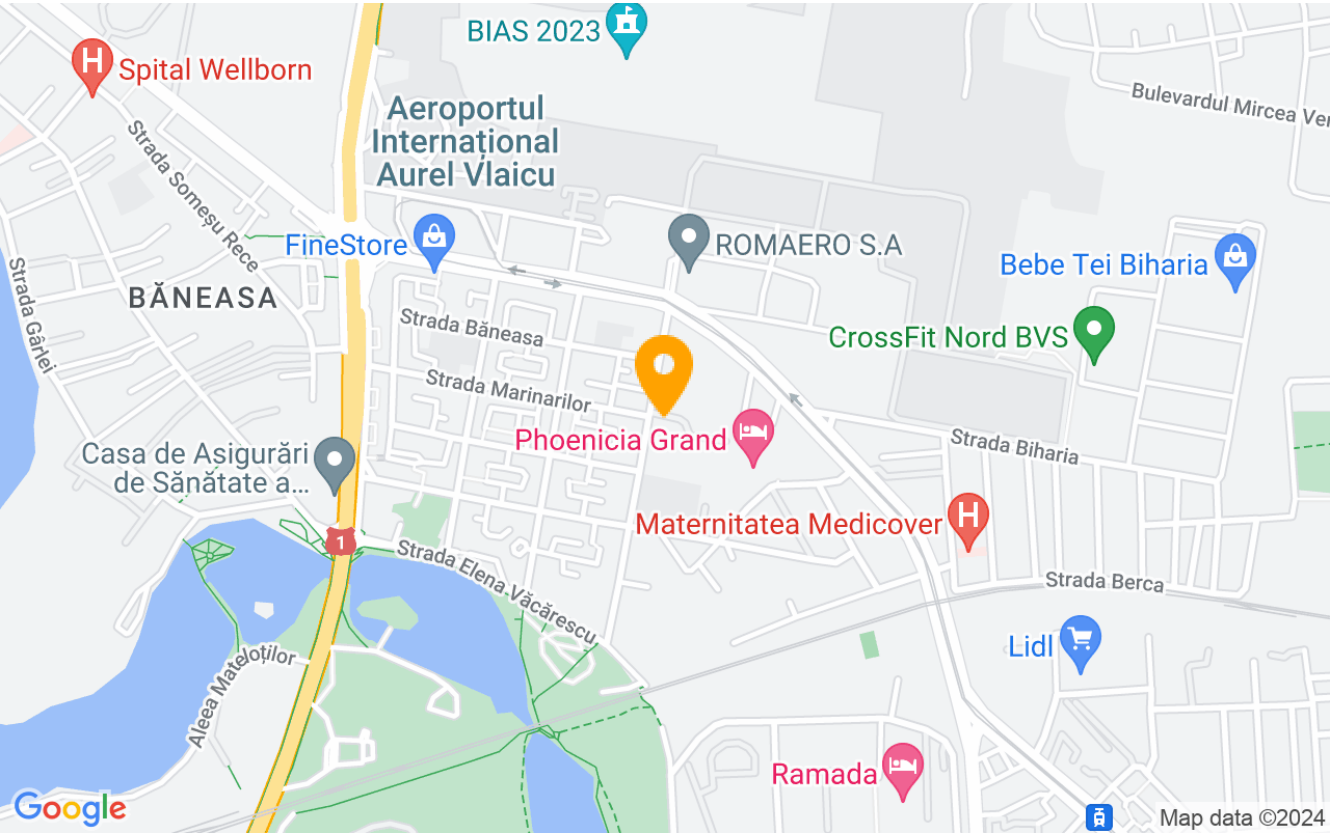 BIAS 2023
Spital Wellborn
Bulevardul Mircea Ver
Aeroportul
Internațional
Aurel Vlaicu
Strada Someșu Rece
FineStore
ROMAERO S.A
Bebe Tei Biharia
Strada Gârlei
BĂNEASA
Strada Băneasa
CrossFit Nord BVS
Strada Marinarilor
Phoenicia Grand
Strada Biharia
Casa de Asigurări
de Sănătate a...
Maternitatea Medicover
1
Strada Elena Văcărescu
Strada Berca
Lidl
Aleea Mateloților
Ramada
Google
Map data ©2024
H
H